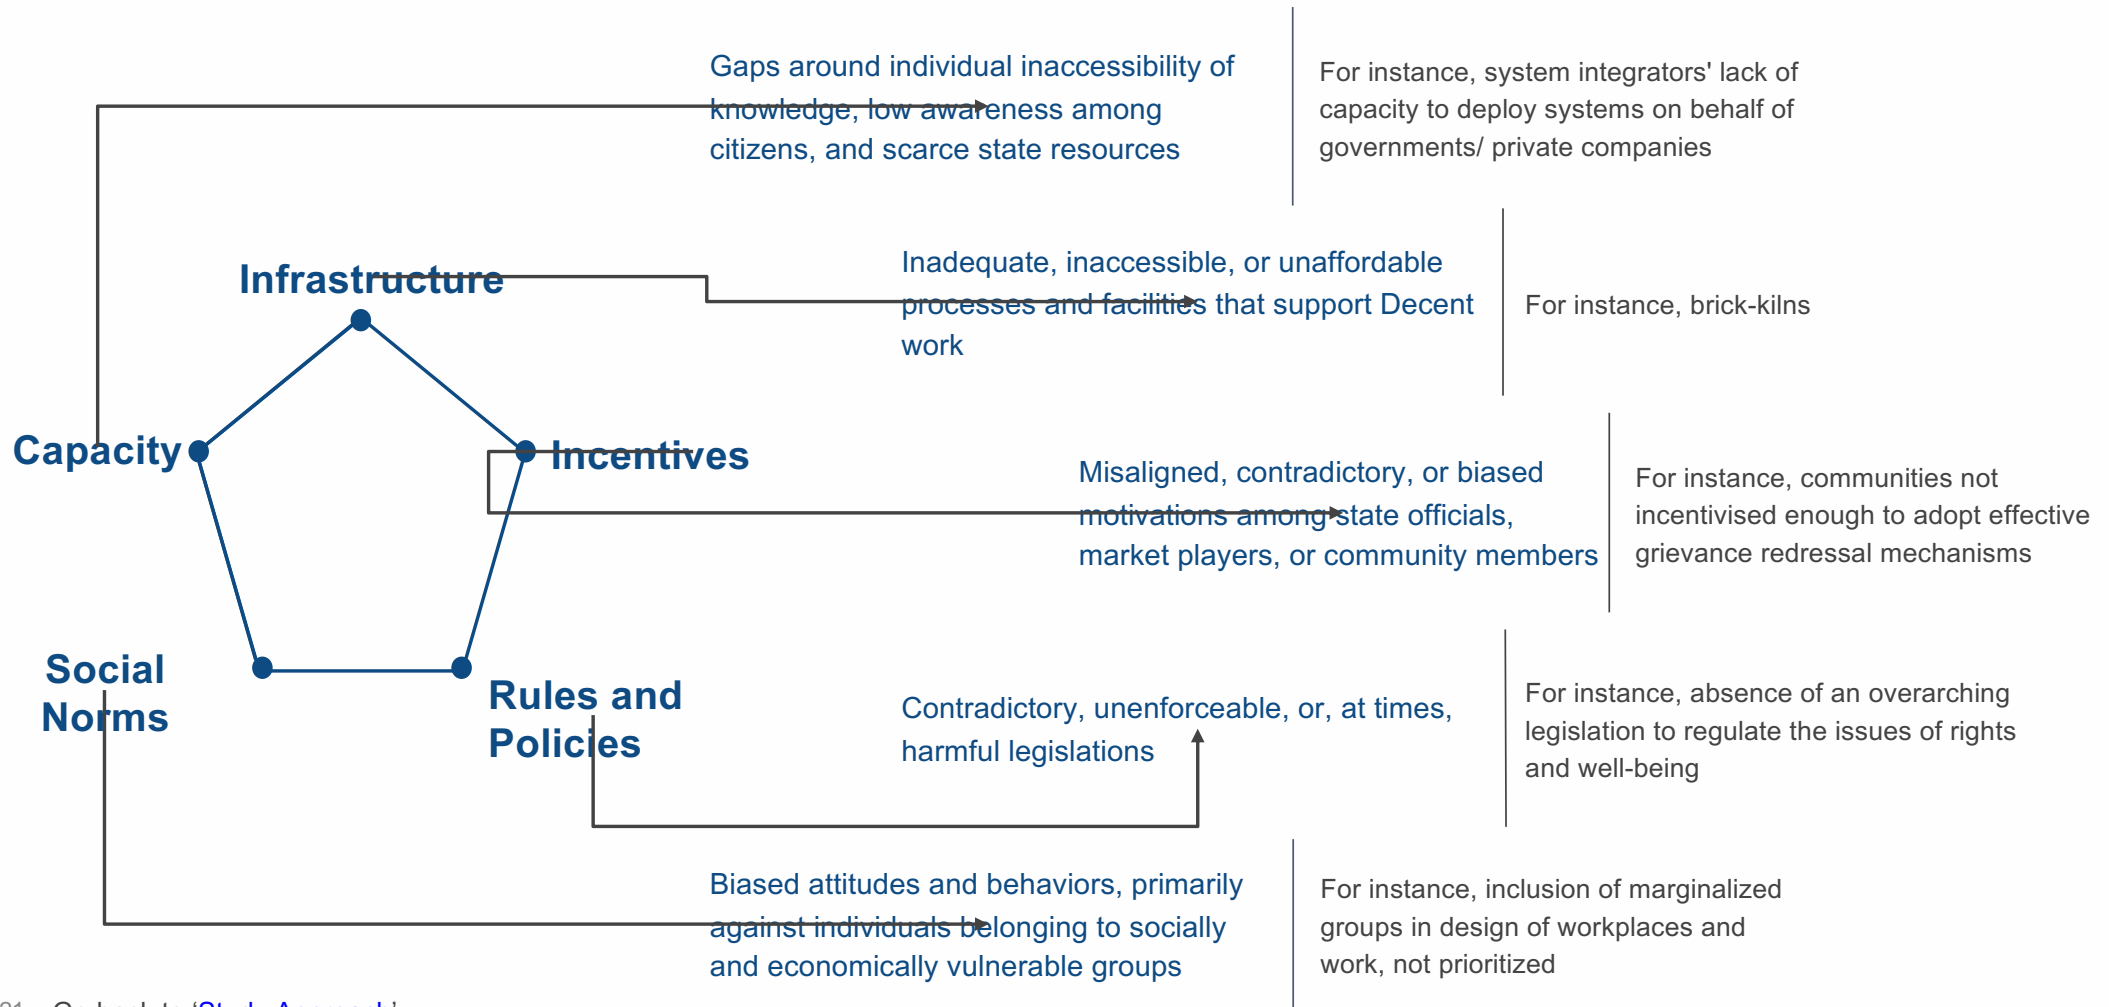 Gaps around individual inaccessibility of
knowledge, low awareness among
citizens, and scarce state resources
For instance, system integrators' lack of
capacity to deploy systems on behalf of
governments/ private companies
Infrastructure
Inadequate, inaccessible, or unaffordable
processes and facilities that support Decent
work
For instance, brick-kilns
Capacity
Incentives
Misaligned, contradictory, or biased
motivations among state officials,
market players, or community members
For instance, communities not
incentivised enough to adopt effective
grievance redressal mechanisms
Social
Norms
Rules and
Policies
Contradictory, unenforceable, or, at times,
harmful legislations
For instance, absence of an overarching
legislation to regulate the issues of rights
and well-being
Biased attitudes and behaviors, primarily
against individuals belonging to socially
and economically vulnerable groups
For instance, inclusion of marginalized
groups in design of workplaces and
work, not prioritized
Go back to 'Study Approach'